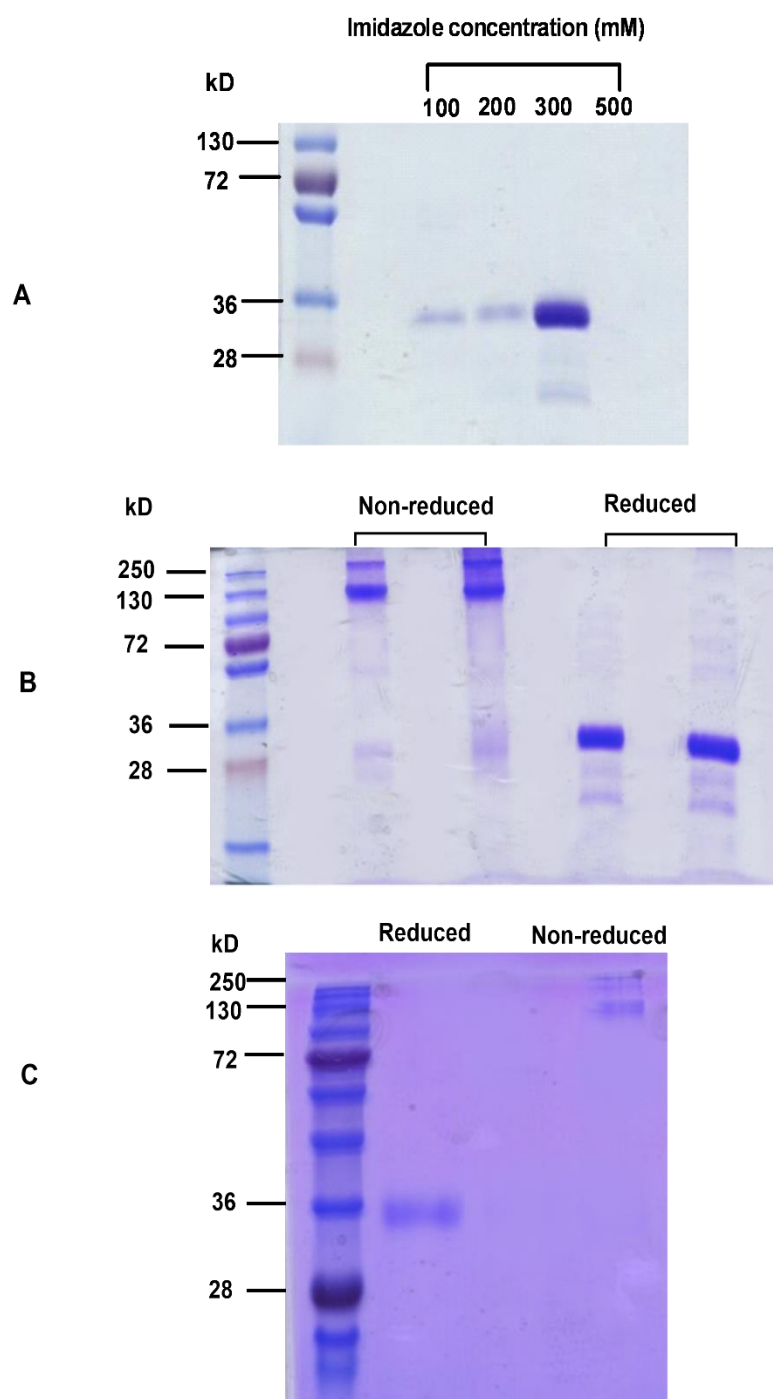 Imidazole concentration (mM)
kD
100 200 300 500
130
72
A
36
28
kD
Non-reduced Reduced
250
130
72
B
36
28
kD
Reduced Non-reduced
250
130
72
C
36
28